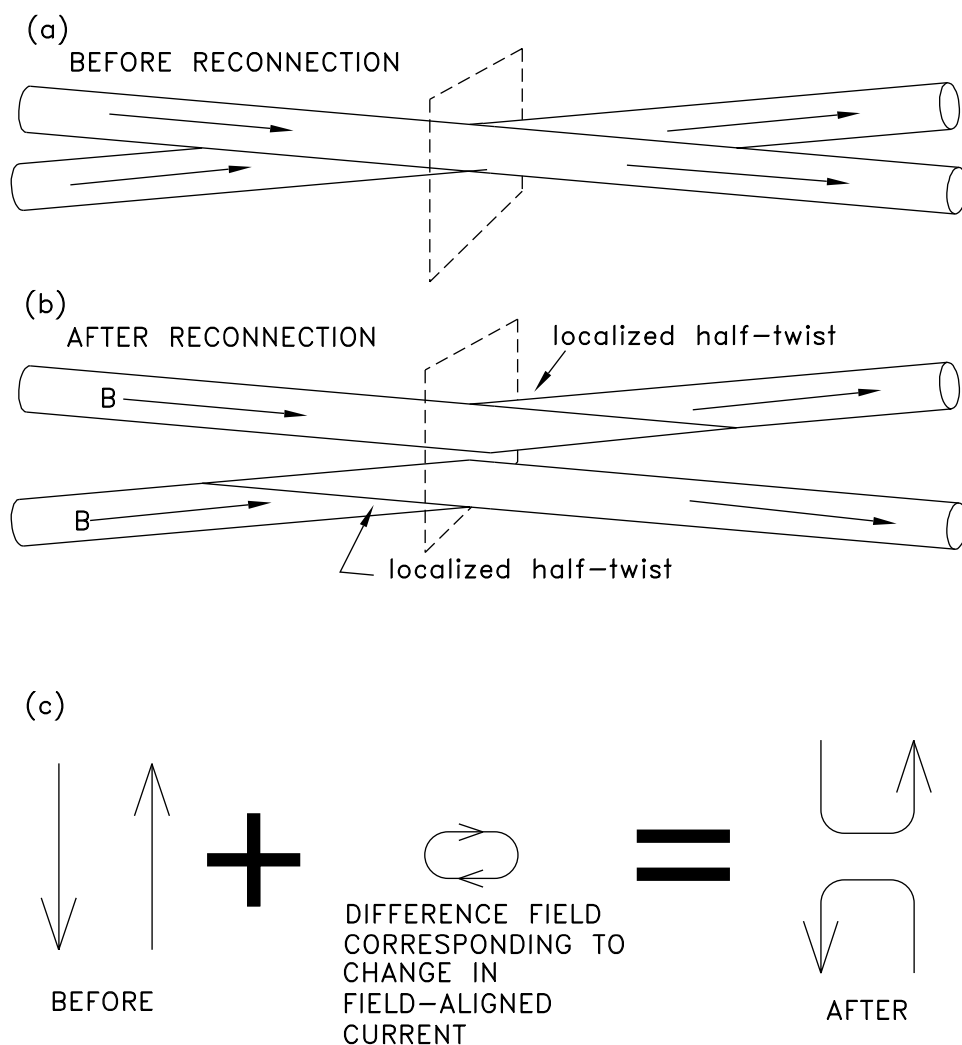 (a)
BEFORE RECONNECTION
(b)
AFTER RECONNECTION
localized half-twist
B
B
localized half-twist
(c)
DIFFERENCE FIELD
CORRESPONDING TO
CHANGE IN
FIELD-ALIGNED
CURRENT
BEFORE
AFTER